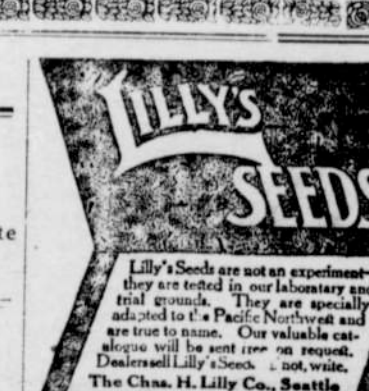 LILLY'S
SEEDS
te
Lilly's Seeds are not an experiment—
they are tested in our laboratary and
trial grounds. They are specially
adapted to the Pacific Northwest and
are true to name. Our valuable cat-
alogue will be sent free on request.
Dealers sell Lilly's Seeds not, write,
The Chas. H. Lilly Co., Seattle